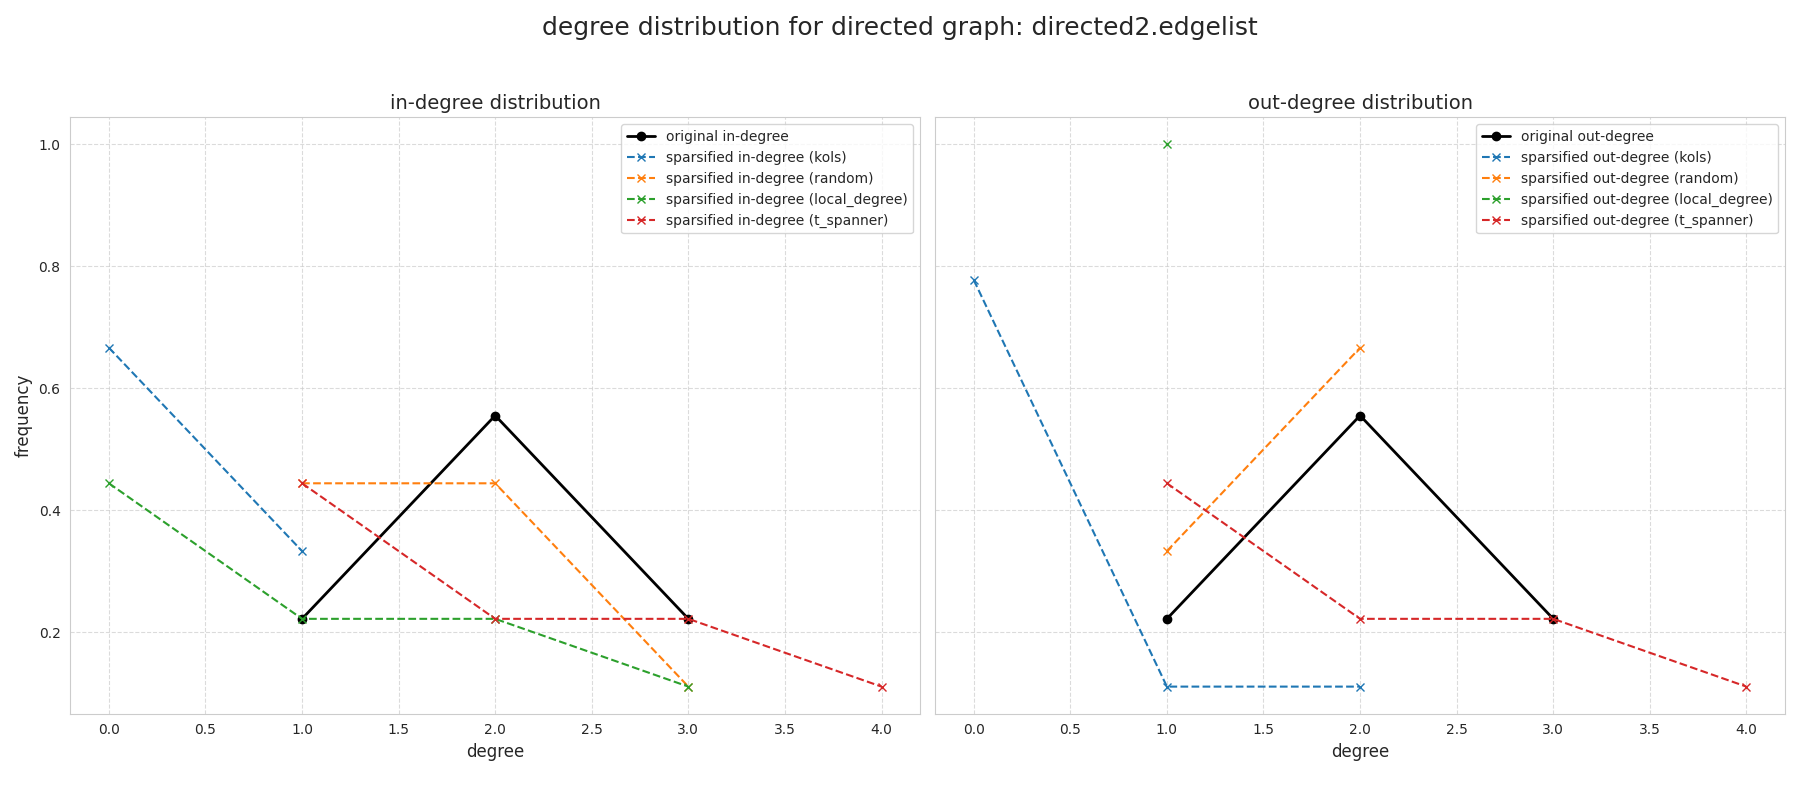 degree distribution for directed graph: directed2.edgelist
in-degree distribution
original in-degree
sparsified in-degree (kols)
sparsified in-degree (random)
sparsified in-degree (local_degree)
sparsified in-degree (t_spanner)
frequency
1.0
0.8
0.6
0.4
0.2
0.0 0.5 1.0 1.5 2.0 2.5 3.0 3.5 4.0
degree
out-degree distribution
original out-degree
sparsified out-degree (kols)
sparsified out-degree (random)
sparsified out-degree (local_degree)
sparsified out-degree (t_spanner)
0.0 0.5 1.0 1.5 2.0 2.5 3.0 3.5 4.0
degree